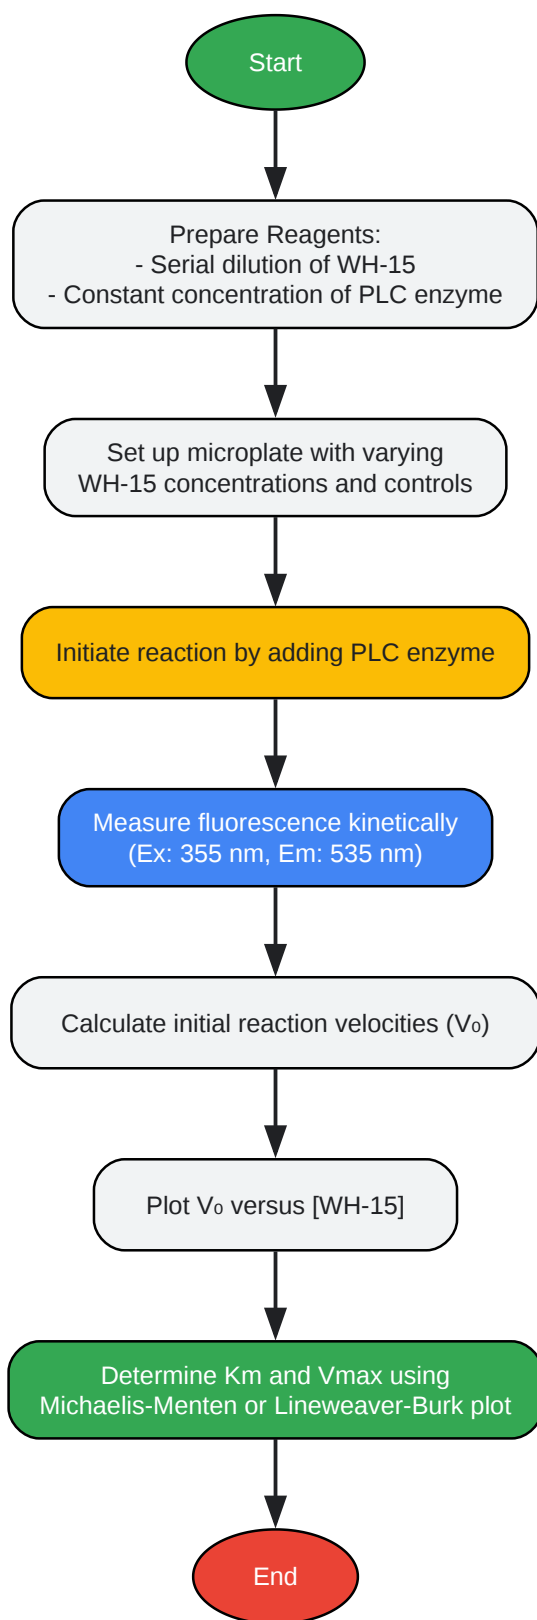 Start
Prepare Reagents:
- Serial dilution of WH-15
- Constant concentration of PLC enzyme
Set up microplate with varying
WH-15 concentrations and controls
Initiate reaction by adding PLC enzyme
Measure fluorescence kinetically
(Ex: 355 nm, Em: 535 nm)
Calculate initial reaction velocities (V₀)
Plot V₀ versus [WH-15]
Determine Km and Vmax using
Michaelis-Menten or Lineweaver-Burk plot
End